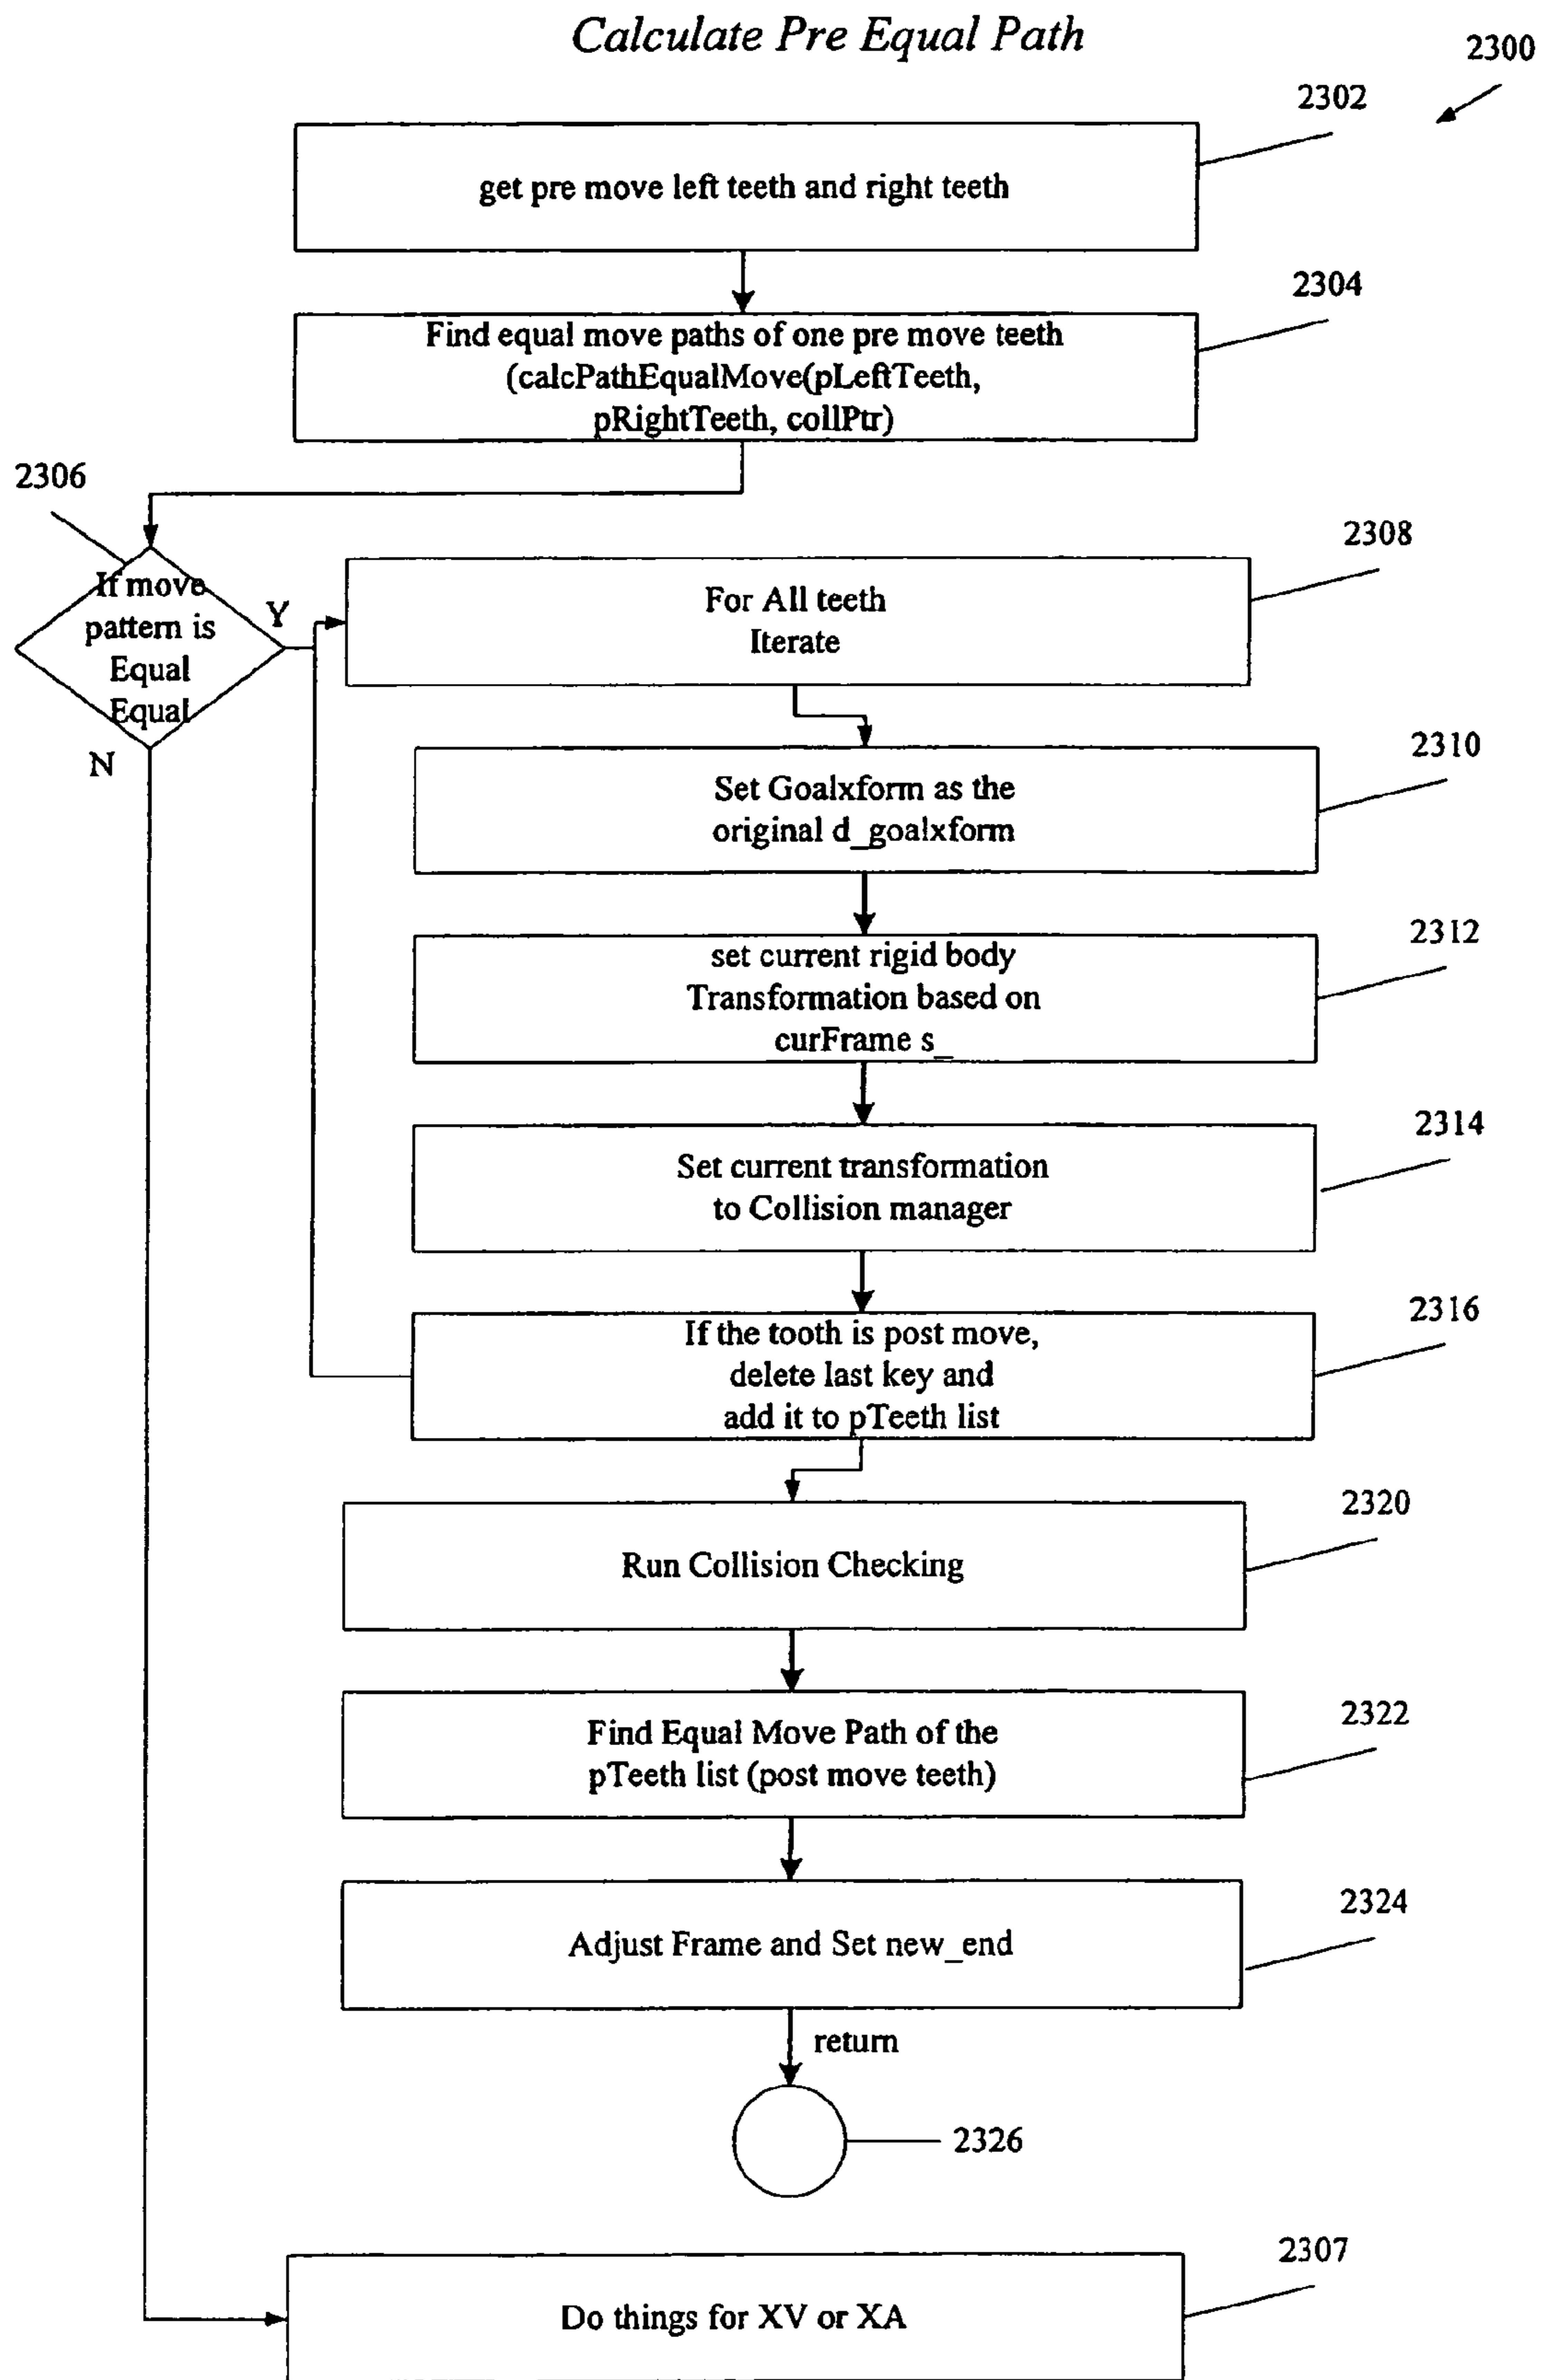 Calculate Pre Equal Path
2300
2302
get pre move left teeth and right teeth
2304
Find equal move paths of one pre move teeth
(calcPathEqualMove(pLeftTeeth,
pRightTeeth, collPtr)
2306
If move
pattern is
Equal
Equal
Y
N
2308
For All teeth
Iterate
2310
Set Goalxform as the
original d_goalxform
2312
set current rigid body
Transformation based on
curFrame s_
2314
Set current transformation
to Collision manager
2316
If the tooth is post move,
delete last key and
add it to pTeeth list
2320
Run Collision Checking
2322
Find Equal Move Path of the
pTeeth list (post move teeth)
2324
Adjust Frame and Set new_end
return
2326
2307
Do things for XV or XA